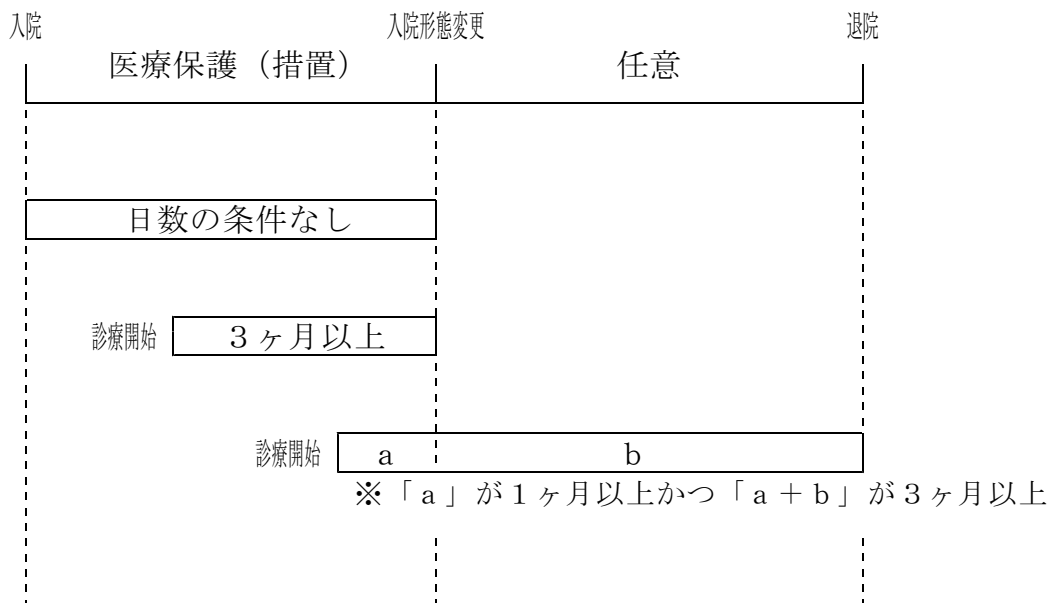 入院　入院形態変更　退院
医療保護（措置）　任意
日数の条件なし
診療開始　３ヶ月以上
診療開始　ａ　ｂ
※「ａ」が１ヶ月以上かつ「ａ＋ｂ」が３ヶ月以上